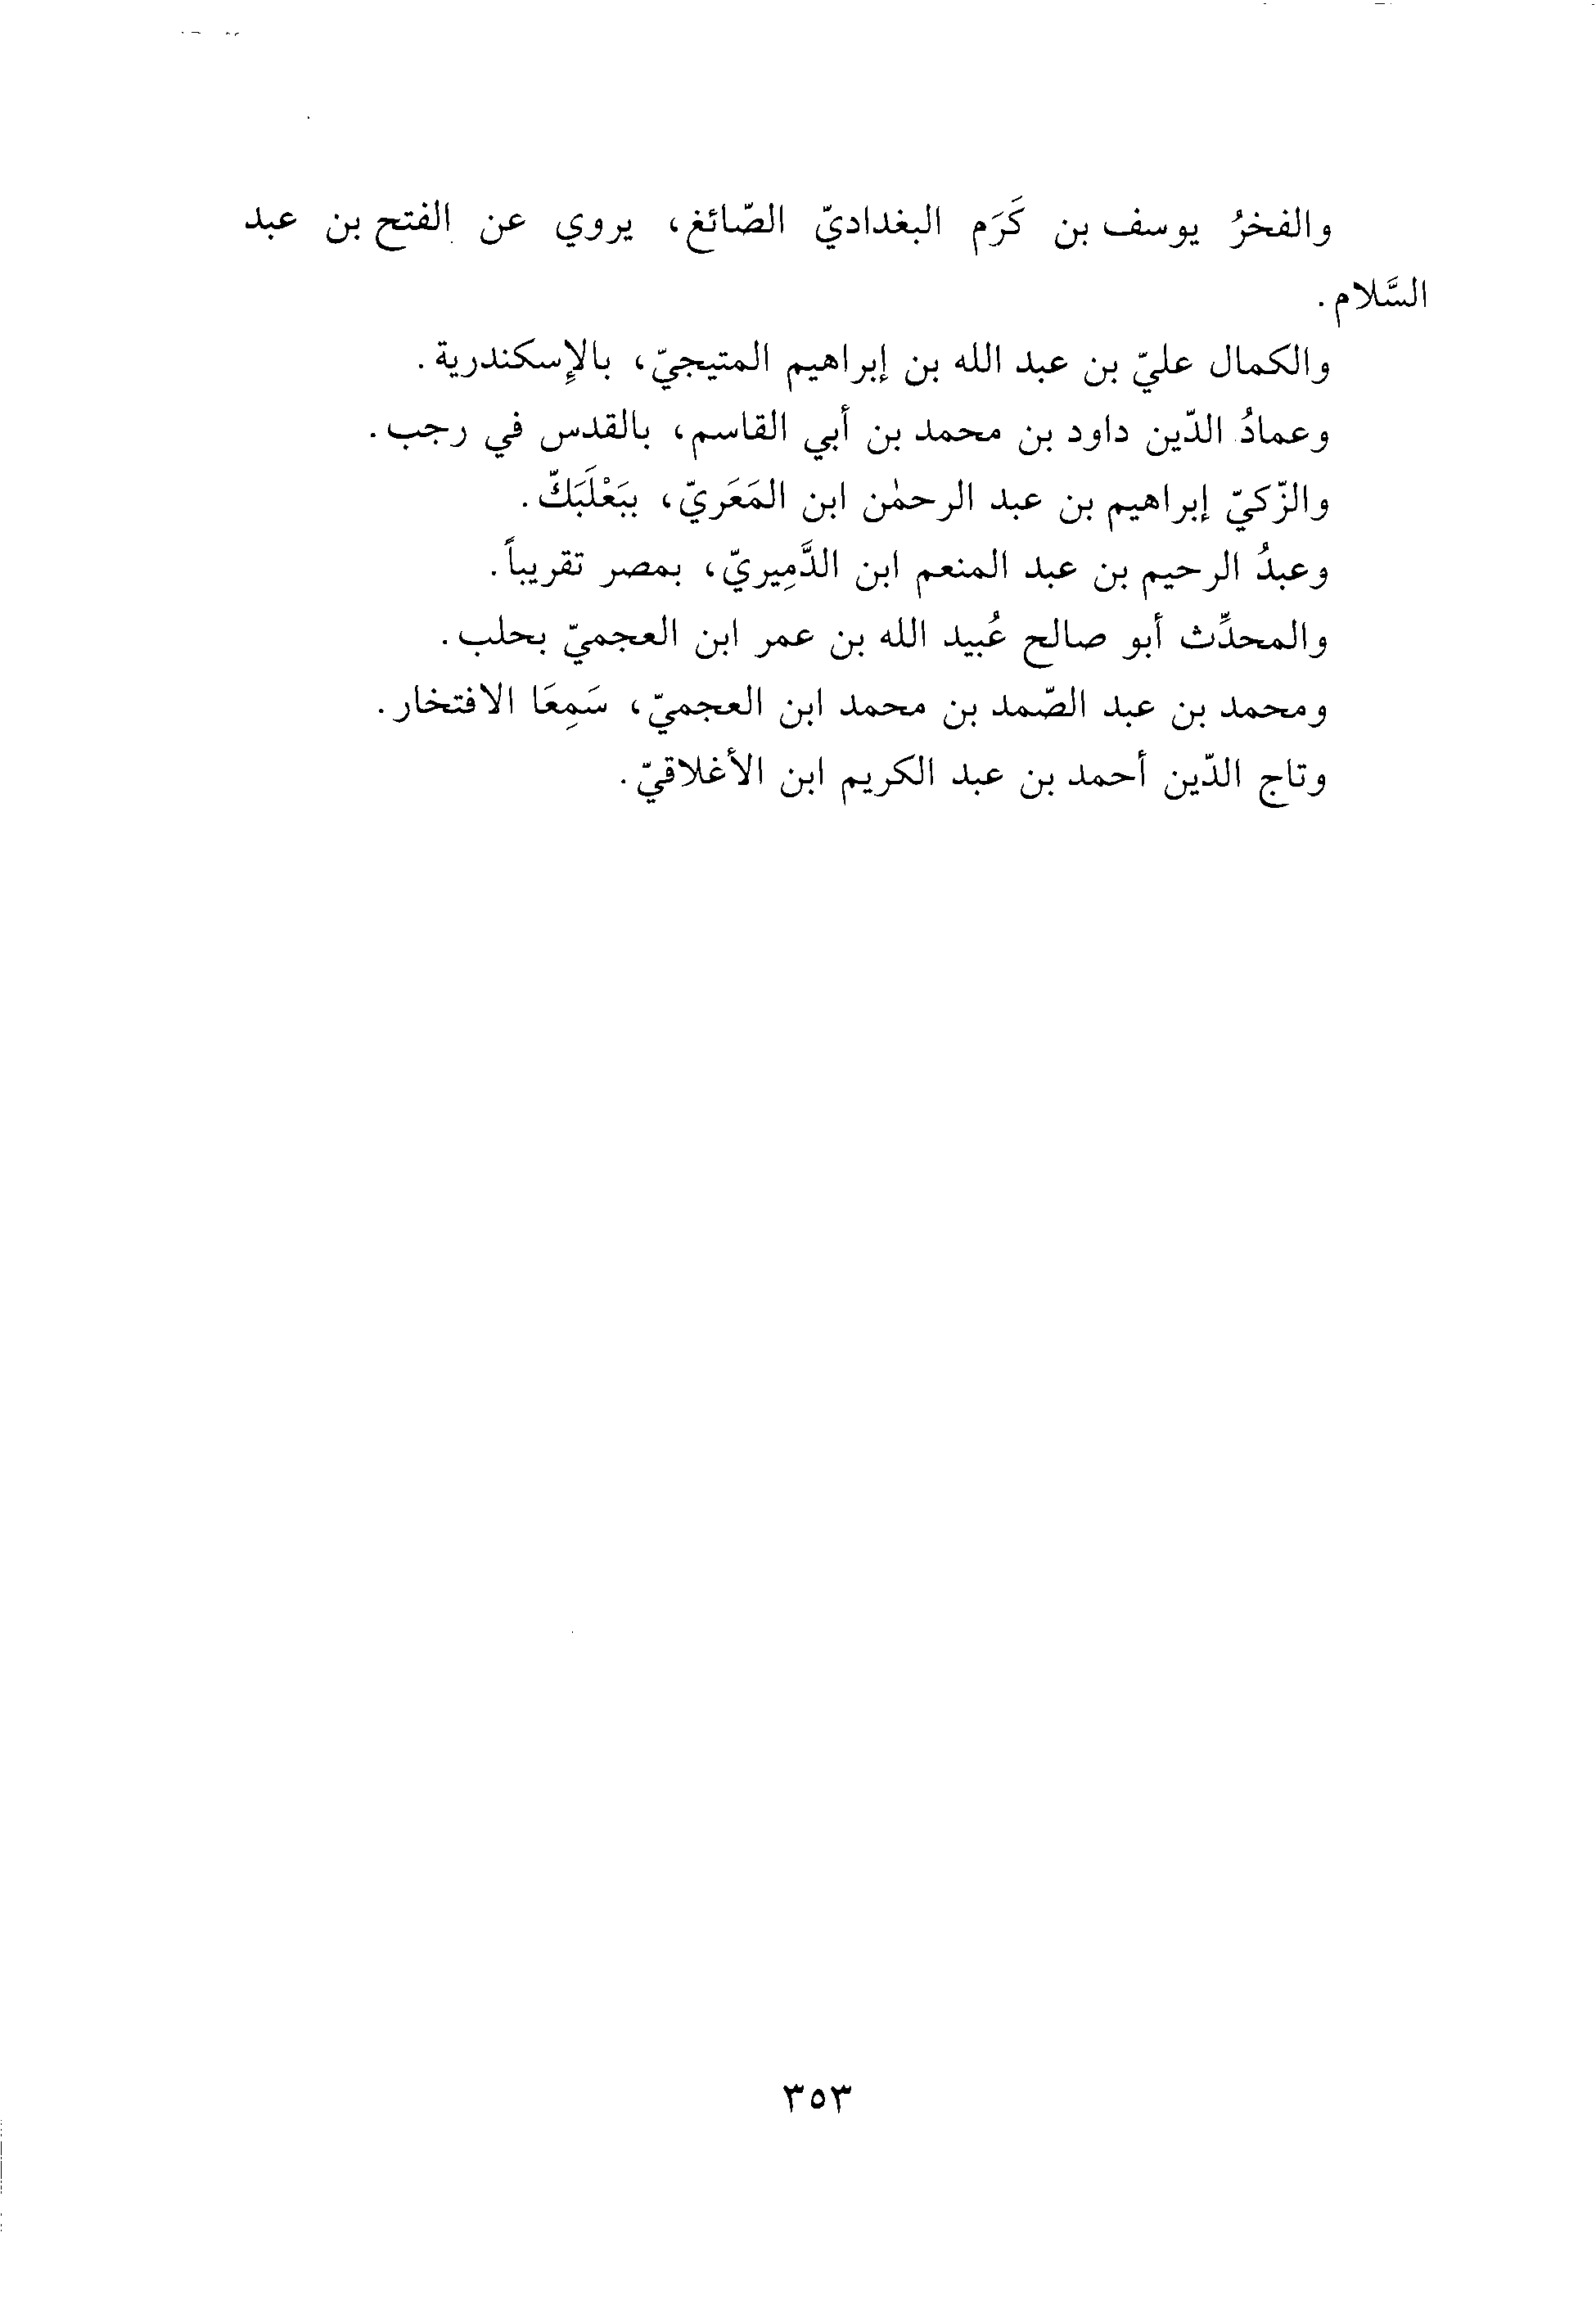 والفخرُ يوسف بن كَرَم البغداديّ الصّائغ، يروي عن الفتح بن عبد
السَّلام.
والكمال عليّ بن عبد الله بن إبراهيم المتيجيّ، بالإسكندرية.
وعمادُ الدّين داود بن محمد بن أبي القاسم، بالقدس في رجب.
والزّكيّ إبراهيم بن عبد الرحمٰن ابن المَعَريّ، ببَعْلَبَكّ.
وعبدُ الرحيم بن عبد المنعم ابن الدَّمِيريّ، بمصر تقريباً.
والمحدِّث أبو صالح عُبيد الله بن عمر ابن العجميّ بحلب.
ومحمد بن عبد الصّمد بن محمد ابن العجميّ، سَمِعَا الافتخار.
وتاج الدّين أحمد بن عبد الكريم ابن الأغلاقيّ.
٣٥٣